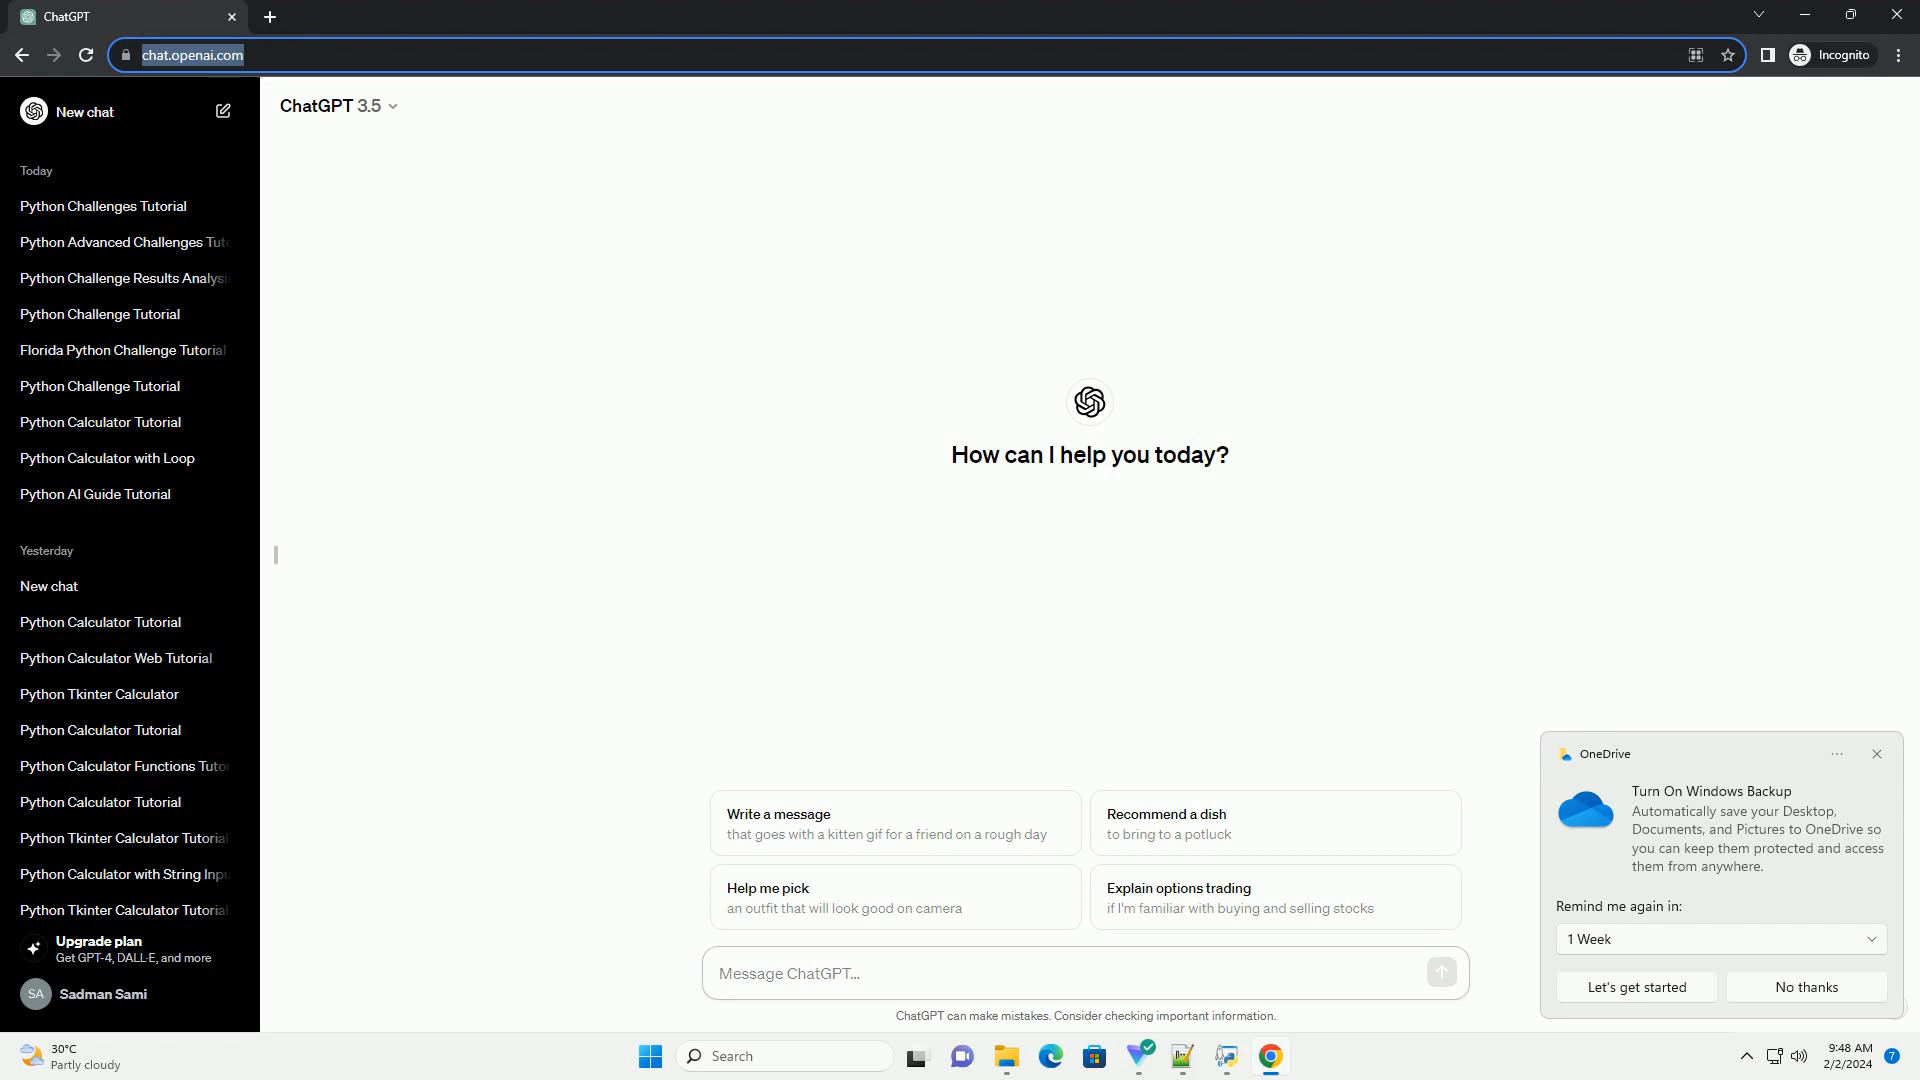 ChatGPT
chat.openai.com
Incognito
New chat
ChatGPT 3.5
Today
Python Challenges Tutorial
Python Advanced Challenges Tuto
Python Challenge Results Analysis
Python Challenge Tutorial
Florida Python Challenge Tutorial
Python Challenge Tutorial
Python Calculator Tutorial
Python Calculator with Loop
Python AI Guide Tutorial
Yesterday
New chat
Python Calculator Tutorial
Python Calculator Web Tutorial
Python Tkinter Calculator
Python Calculator Tutorial
Python Calculator Functions Tutor
Python Calculator Tutorial
Python Tkinter Calculator Tutorial
Python Calculator with String Inpu
Python Tkinter Calculator Tutorial
Upgrade plan
Get GPT-4, DALL·E, and more
SA
Sadman Sami
How can I help you today?
Write a message
that goes with a kitten gif for a friend on a rough day
Recommend a dish
to bring to a potluck
Help me pick
an outfit that will look good on camera
Explain options trading
if I'm familiar with buying and selling stocks
Message ChatGPT...
ChatGPT can make mistakes. Consider checking important information.
OneDrive
Turn On Windows Backup
Automatically save your Desktop,
Documents, and Pictures to OneDrive so
you can keep them protected and access
them from anywhere.
Remind me again in:
1 Week
Let's get started
No thanks
30°C
Partly cloudy
Search
9:48 AM
2/2/2024
7